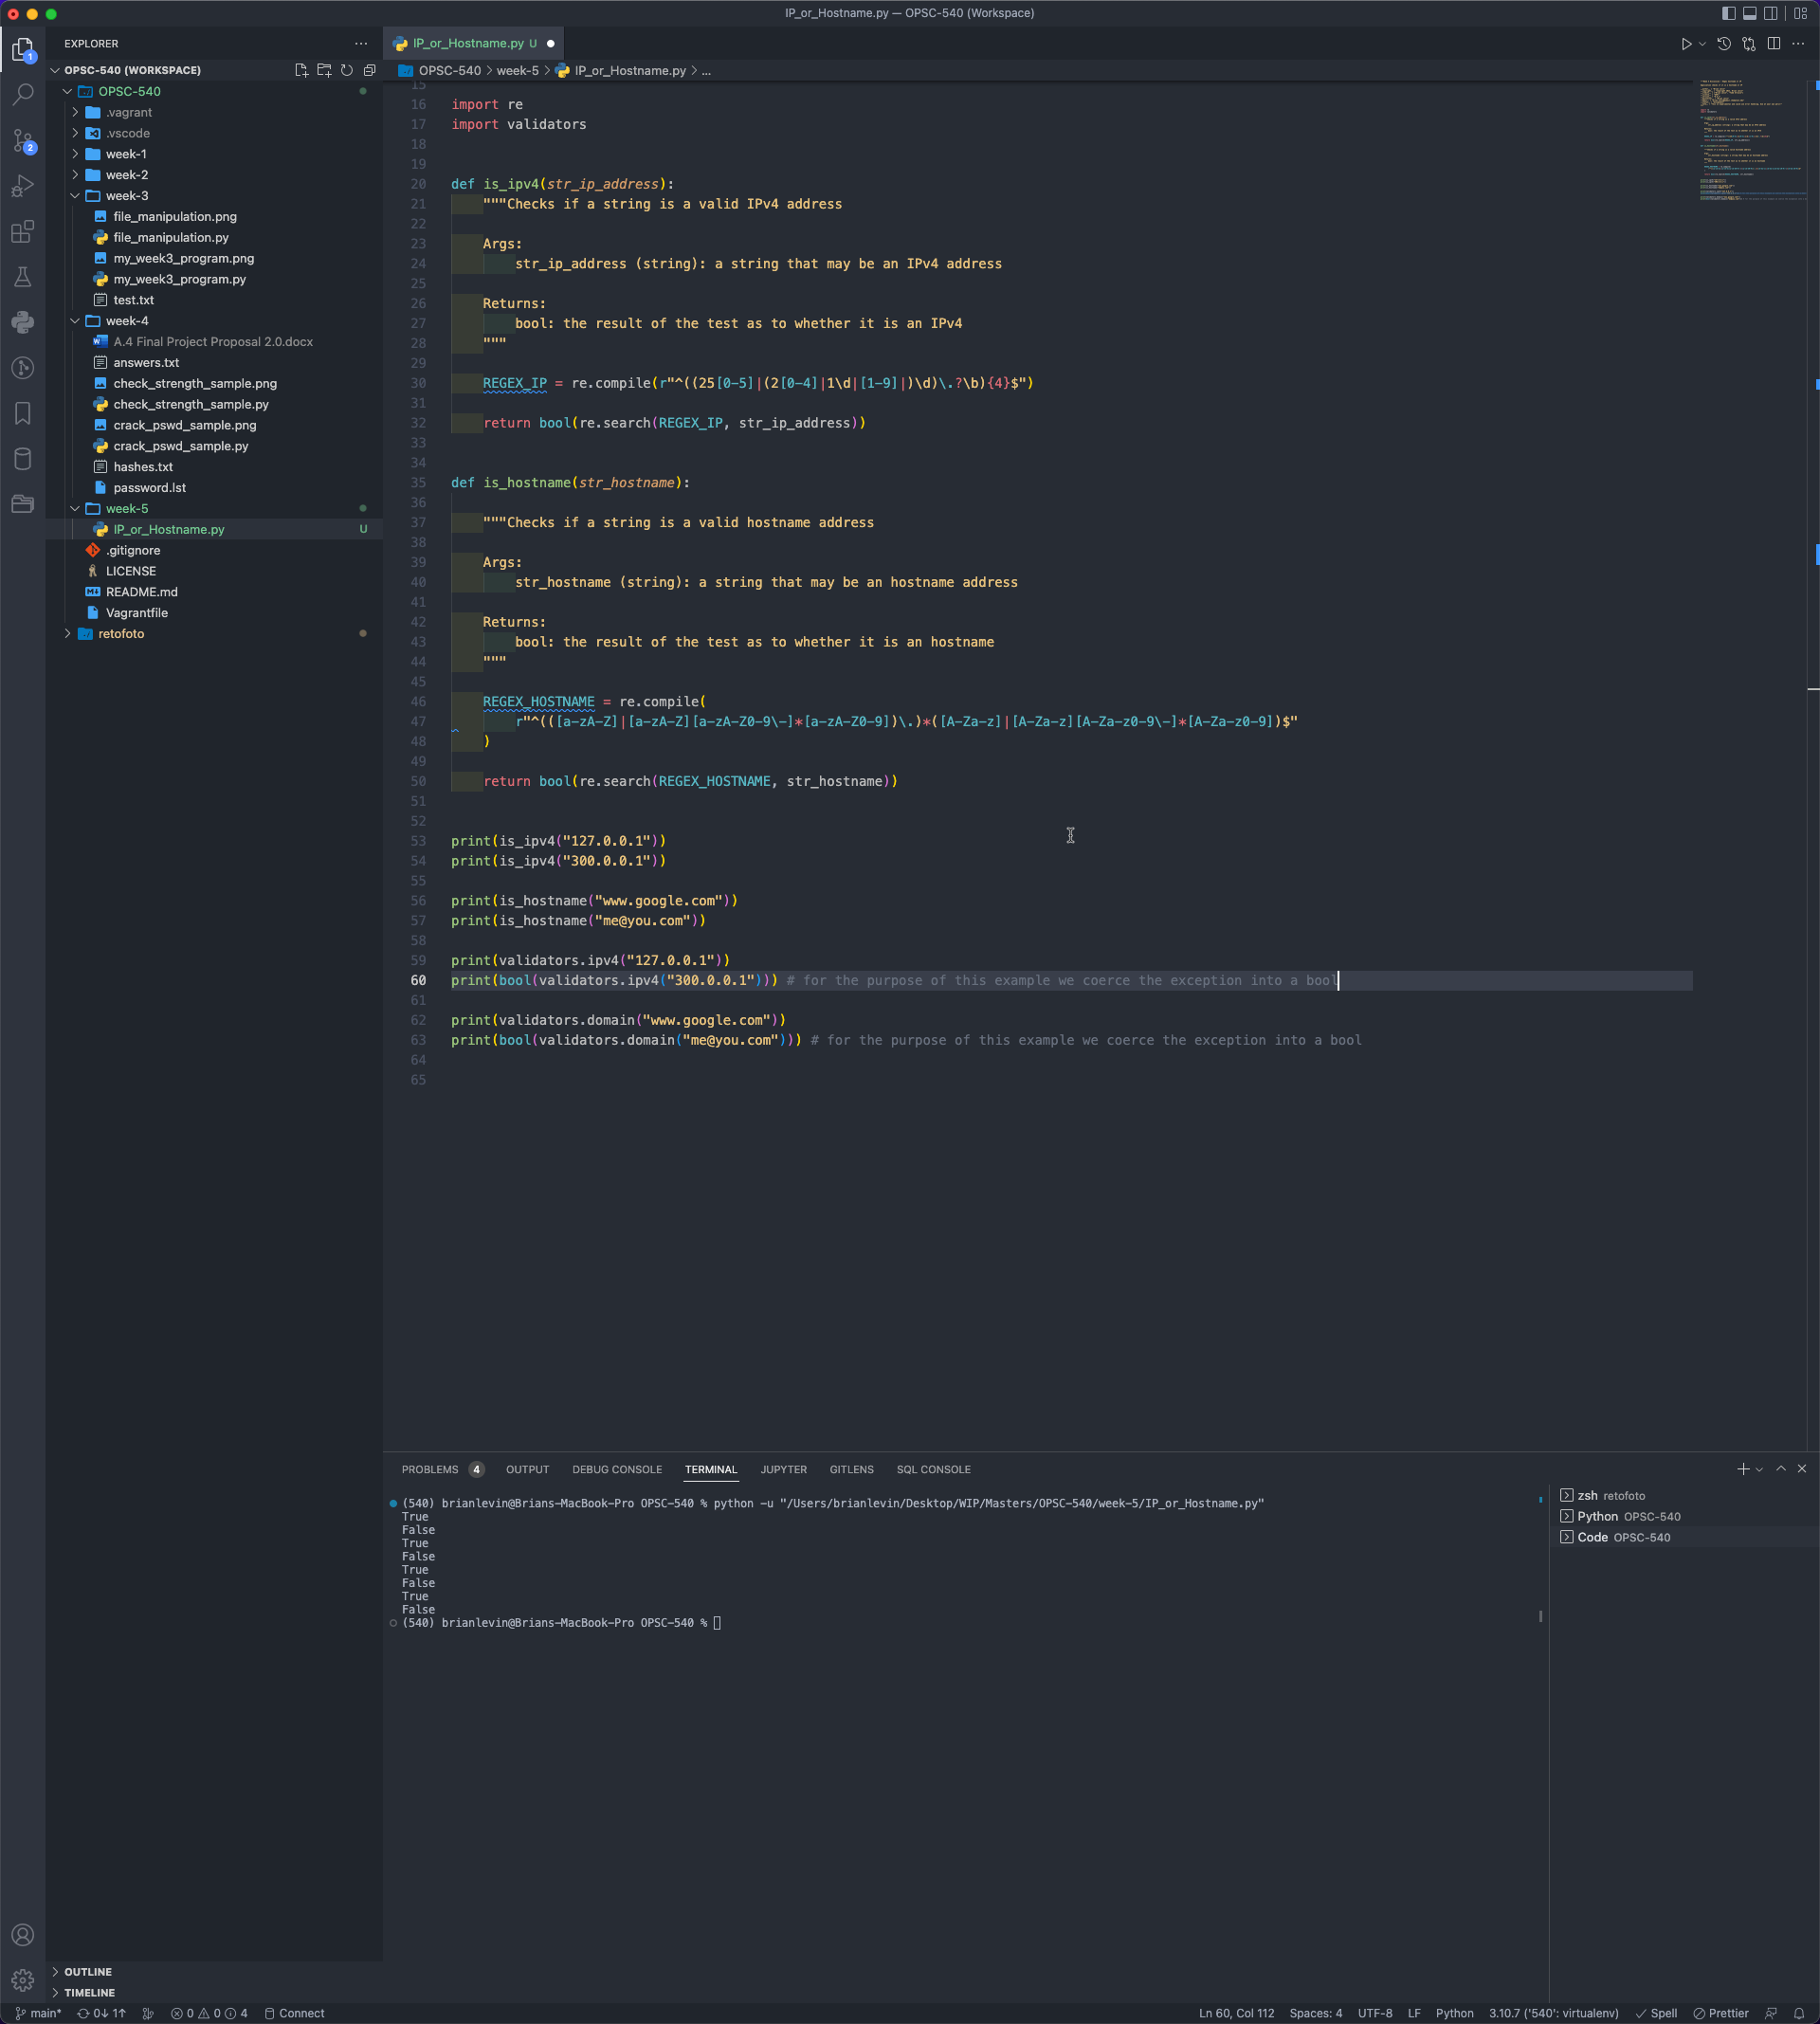 IP_or_Hostname.py — OPSC-540 (Workspace)
EXPLORER
OPSC-540 (WORKSPACE)
OPSC-540
.vagrant
.vscode
week-1
week-2
week-3
file_manipulation.png
file_manipulation.py
my_week3_program.png
my_week3_program.py
test.txt
week-4
A.4 Final Project Proposal 2.0.docx
answers.txt
check_strength_sample.png
check_strength_sample.py
crack_pswd_sample.png
crack_pswd_sample.py
hashes.txt
password.lst
week-5
IP_or_Hostname.py U
.gitignore
LICENSE
README.md
Vagrantfile
retofoto
OUTLINE
TIMELINE
1
2
IP_or_Hostname.py U
OPSC-540 > week-5 > IP_or_Hostname.py > ...
15
16 import re
17 import validators
18
19
20 def is_ipv4(str_ip_address):
21 """Checks if a string is a valid IPv4 address
22
23 Args:
24 str_ip_address (string): a string that may be an IPv4 address
25
26 Returns:
27 bool: the result of the test as to whether it is an IPv4
28 """
29
30 REGEX_IP = re.compile(r"^((25[0-5]|(2[0-4]|1\d|[1-9]|)\d)\.?\b){4}$")
31
32 return bool(re.search(REGEX_IP, str_ip_address))
33
34
35 def is_hostname(str_hostname):
36
37 """Checks if a string is a valid hostname address
38
39 Args:
40 str_hostname (string): a string that may be an hostname address
41
42 Returns:
43 bool: the result of the test as to whether it is an hostname
44 """
45
46 REGEX_HOSTNAME = re.compile(
47 r"^(([a-zA-Z]|[a-zA-Z][a-zA-Z0-9\-]*[a-zA-Z0-9])\.)*([A-Za-z]|[A-Za-z][A-Za-z0-9\-]*[A-Za-z0-9])$"
48 )
49
50 return bool(re.search(REGEX_HOSTNAME, str_hostname))
51
52
53 print(is_ipv4("127.0.0.1"))
54 print(is_ipv4("300.0.0.1"))
55
56 print(is_hostname("www.google.com"))
57 print(is_hostname("me@you.com"))
58
59 print(validators.ipv4("127.0.0.1"))
60 print(bool(validators.ipv4("300.0.0.1"))) # for the purpose of this example we coerce the exception into a bool
61
62 print(validators.domain("www.google.com"))
63 print(bool(validators.domain("me@you.com"))) # for the purpose of this example we coerce the exception into a bool
64
65
PROBLEMS 4 OUTPUT DEBUG CONSOLE TERMINAL JUPYTER GITLENS SQL CONSOLE
(540) brianlevin@Brians-MacBook-Pro OPSC-540 % python -u "/Users/brianlevin/Desktop/WIP/Masters/OPSC-540/week-5/IP_or_Hostname.py"
True
False
True
False
True
False
True
False
(540) brianlevin@Brians-MacBook-Pro OPSC-540 %
zsh retofoto
Python OPSC-540
Code OPSC-540
main* 0↓ 1↑ 0 0 4 Connect Ln 60, Col 112 Spaces: 4 UTF-8 LF Python 3.10.7 ('540': virtualenv) Spell Prettier